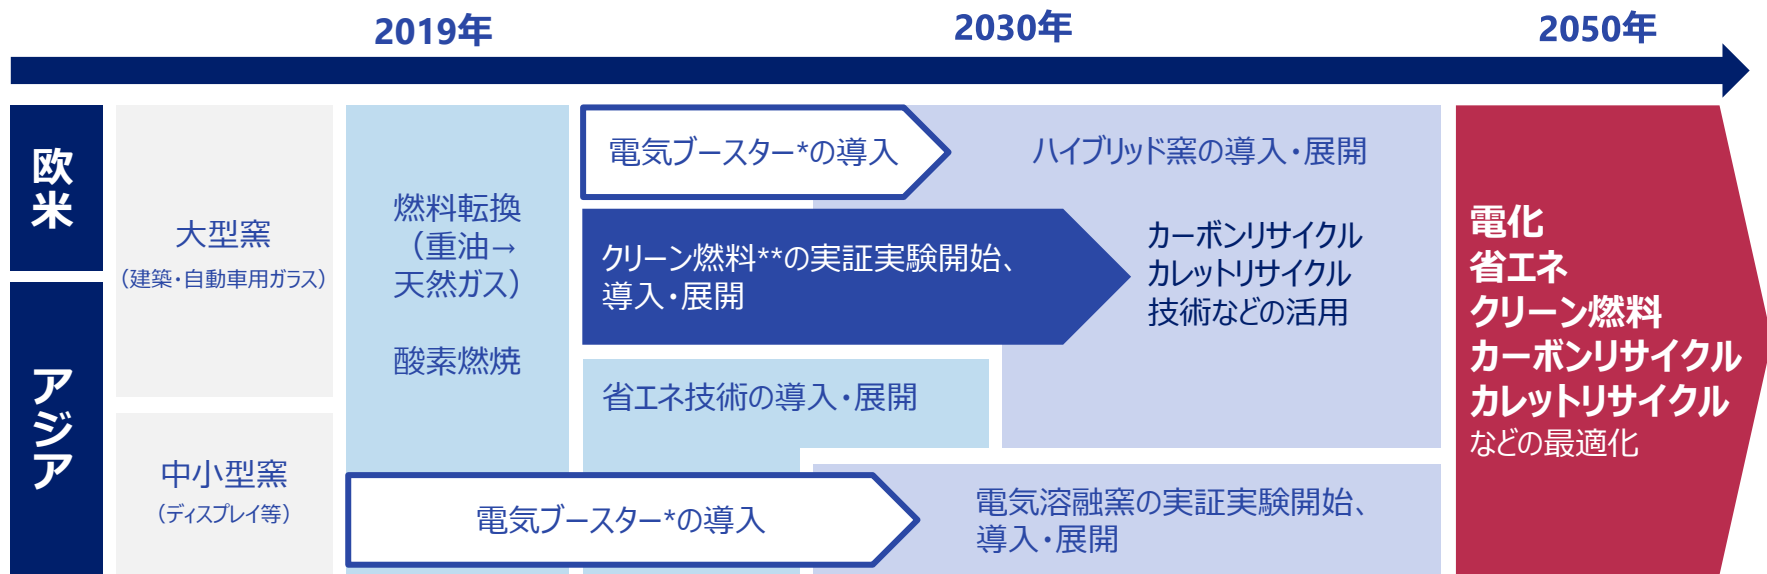 2019年
2030年
2050年
欧米
アジア
大型窯
（建築・自動車用ガラス）
中小型窯
（ディスプレイ等）
燃料転換
（重油→
天然ガス）
酸素燃焼
電気ブースター*の導入
ハイブリッド窯の導入・展開
クリーン燃料**の実証実験開始、
導入・展開
カーボンリサイクル
カレットリサイクル
技術などの活用
省エネ技術の導入・展開
電気ブースター*の導入
電気溶融窯の実証実験開始、
導入・展開
電化
省エネ
クリーン燃料
カーボンリサイクル
カレットリサイクル
などの最適化